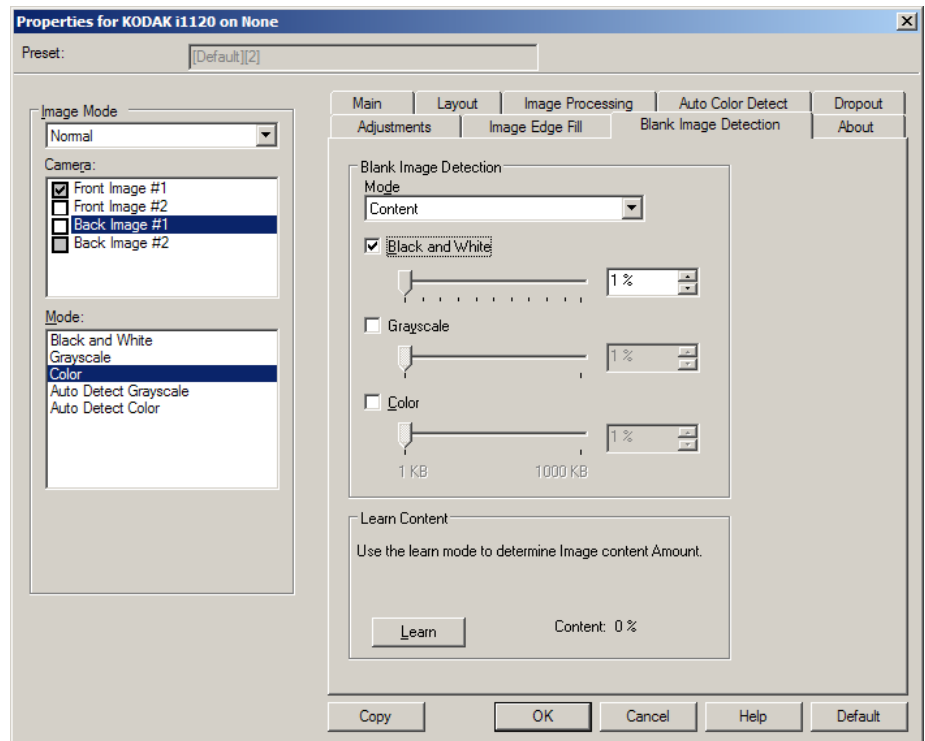 Properties for KODAK i1120 on None
Preset:
[Default][2]
Image Mode
Normal
Camera:
Front Image #1
Front Image #2
Back Image #1
Back Image #2
Mode:
Black and White
Grayscale
Color
Auto Detect Grayscale
Auto Detect Color
Main
Layout
Image Processing
Auto Color Detect
Dropout
Adjustments
Image Edge Fill
Blank Image Detection
About
Blank Image Detection
Mode
Content
Black and White
1 %
Grayscale
1 %
Color
1 %
1 KB
1000 KB
Learn Content
Use the learn mode to determine Image content Amount.
Learn
Content: 0 %
Copy
OK
Cancel
Help
Default